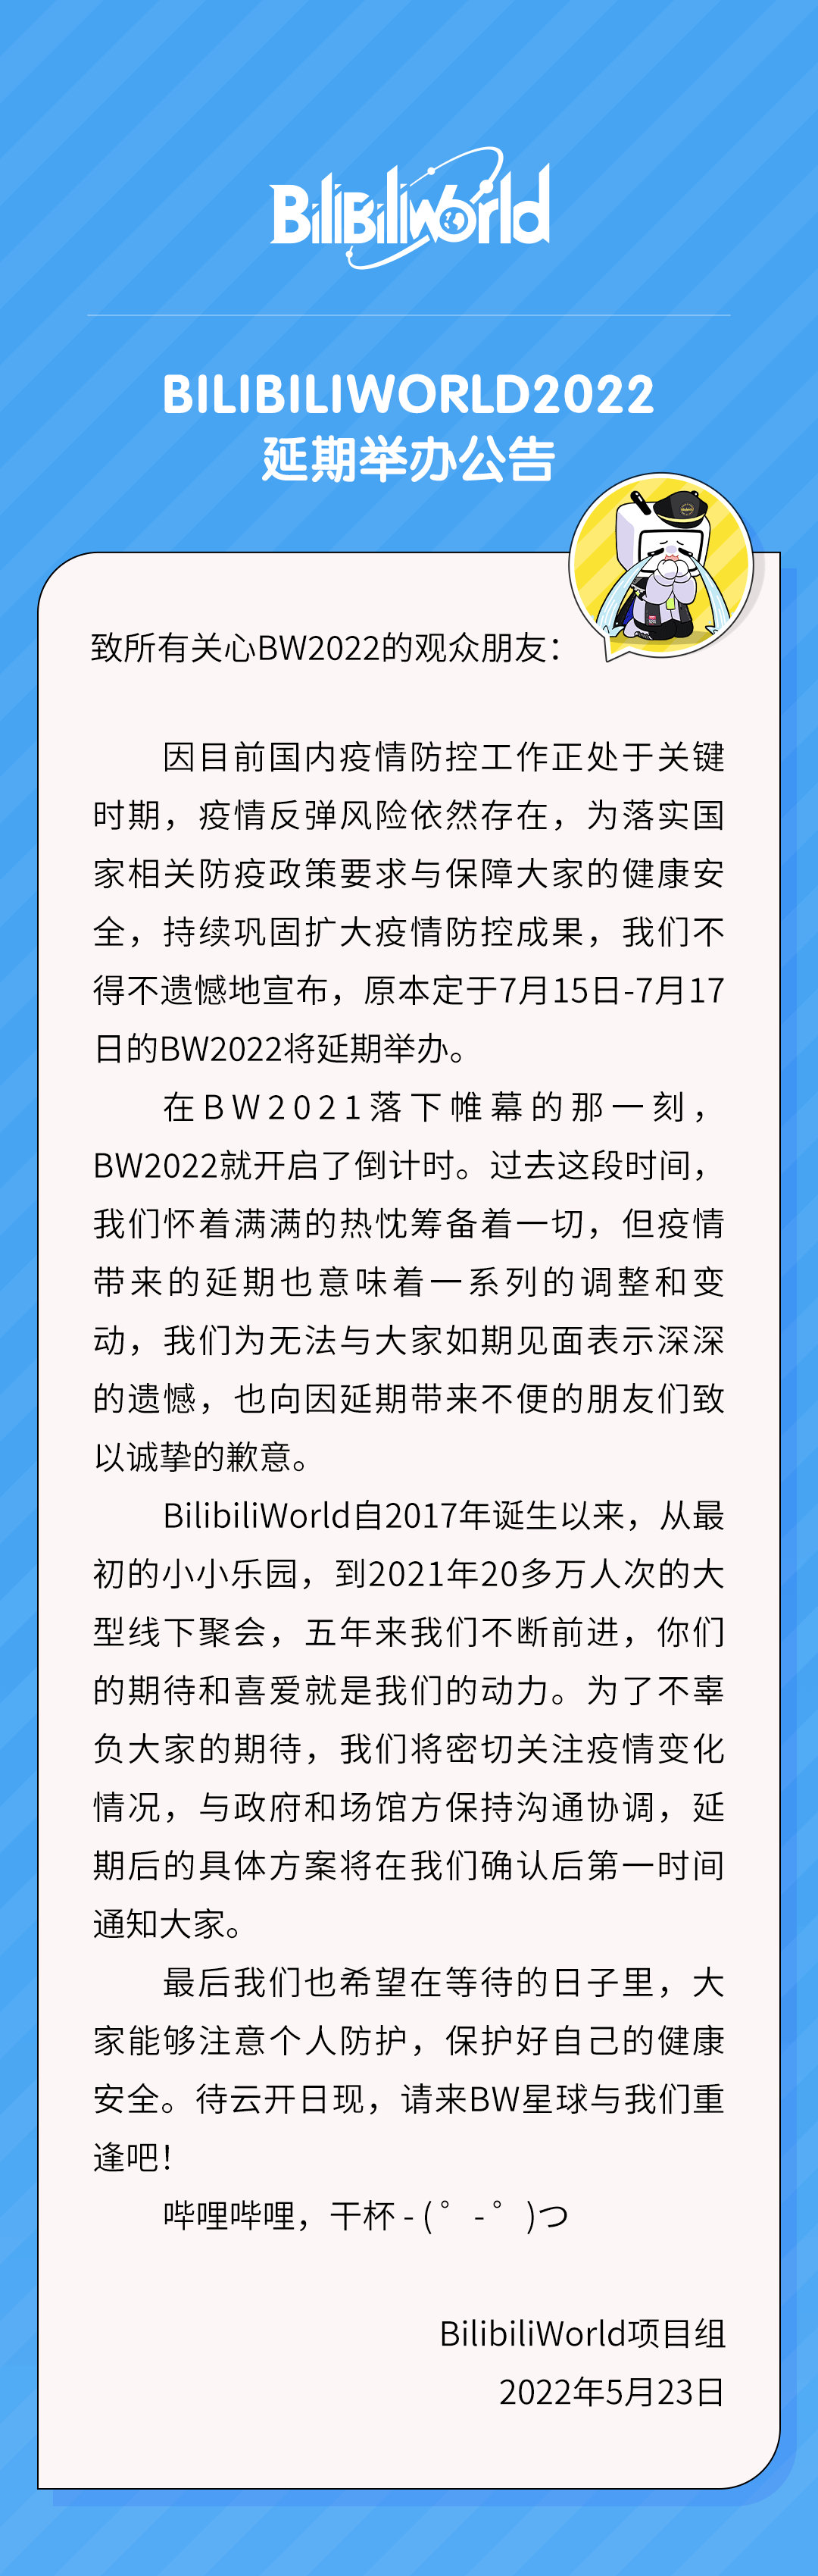 BiliBiliWorld
BILIBILIWORLD2022
延期举办公告
致所有关心BW2022的观众朋友：
因目前国内疫情防控工作正处于关键
时期，疫情反弹风险依然存在，为落实国
家相关防疫政策要求与保障大家的健康安
全，持续巩固扩大疫情防控成果，我们不
得不遗憾地宣布，原本定于7月15日-7月17
日的BW2022将延期举办。
在BW2021落下帷幕的那一刻，
BW2022就开启了倒计时。过去这段时间，
我们怀着满满的热忱筹备着一切，但疫情
带来的延期也意味着一系列的调整和变
动，我们为无法与大家如期见面表示深深
的遗憾，也向因延期带来不便的朋友们致
以诚挚的歉意。
BilibiliWorld自2017年诞生以来，从最
初的小小乐园，到2021年20多万人次的大
型线下聚会，五年来我们不断前进，你们
的期待和喜爱就是我们的动力。为了不辜
负大家的期待，我们将密切关注疫情变化
情况，与政府和场馆方保持沟通协调，延
期后的具体方案将在我们确认后第一时间
通知大家。
最后我们也希望在等待的日子里，大
家能够注意个人防护，保护好自己的健康
安全。待云开日现，请来BW星球与我们重
逢吧！
哔哩哔哩，干杯 - ( ゜- ゜)つ
BilibiliWorld项目组
2022年5月23日